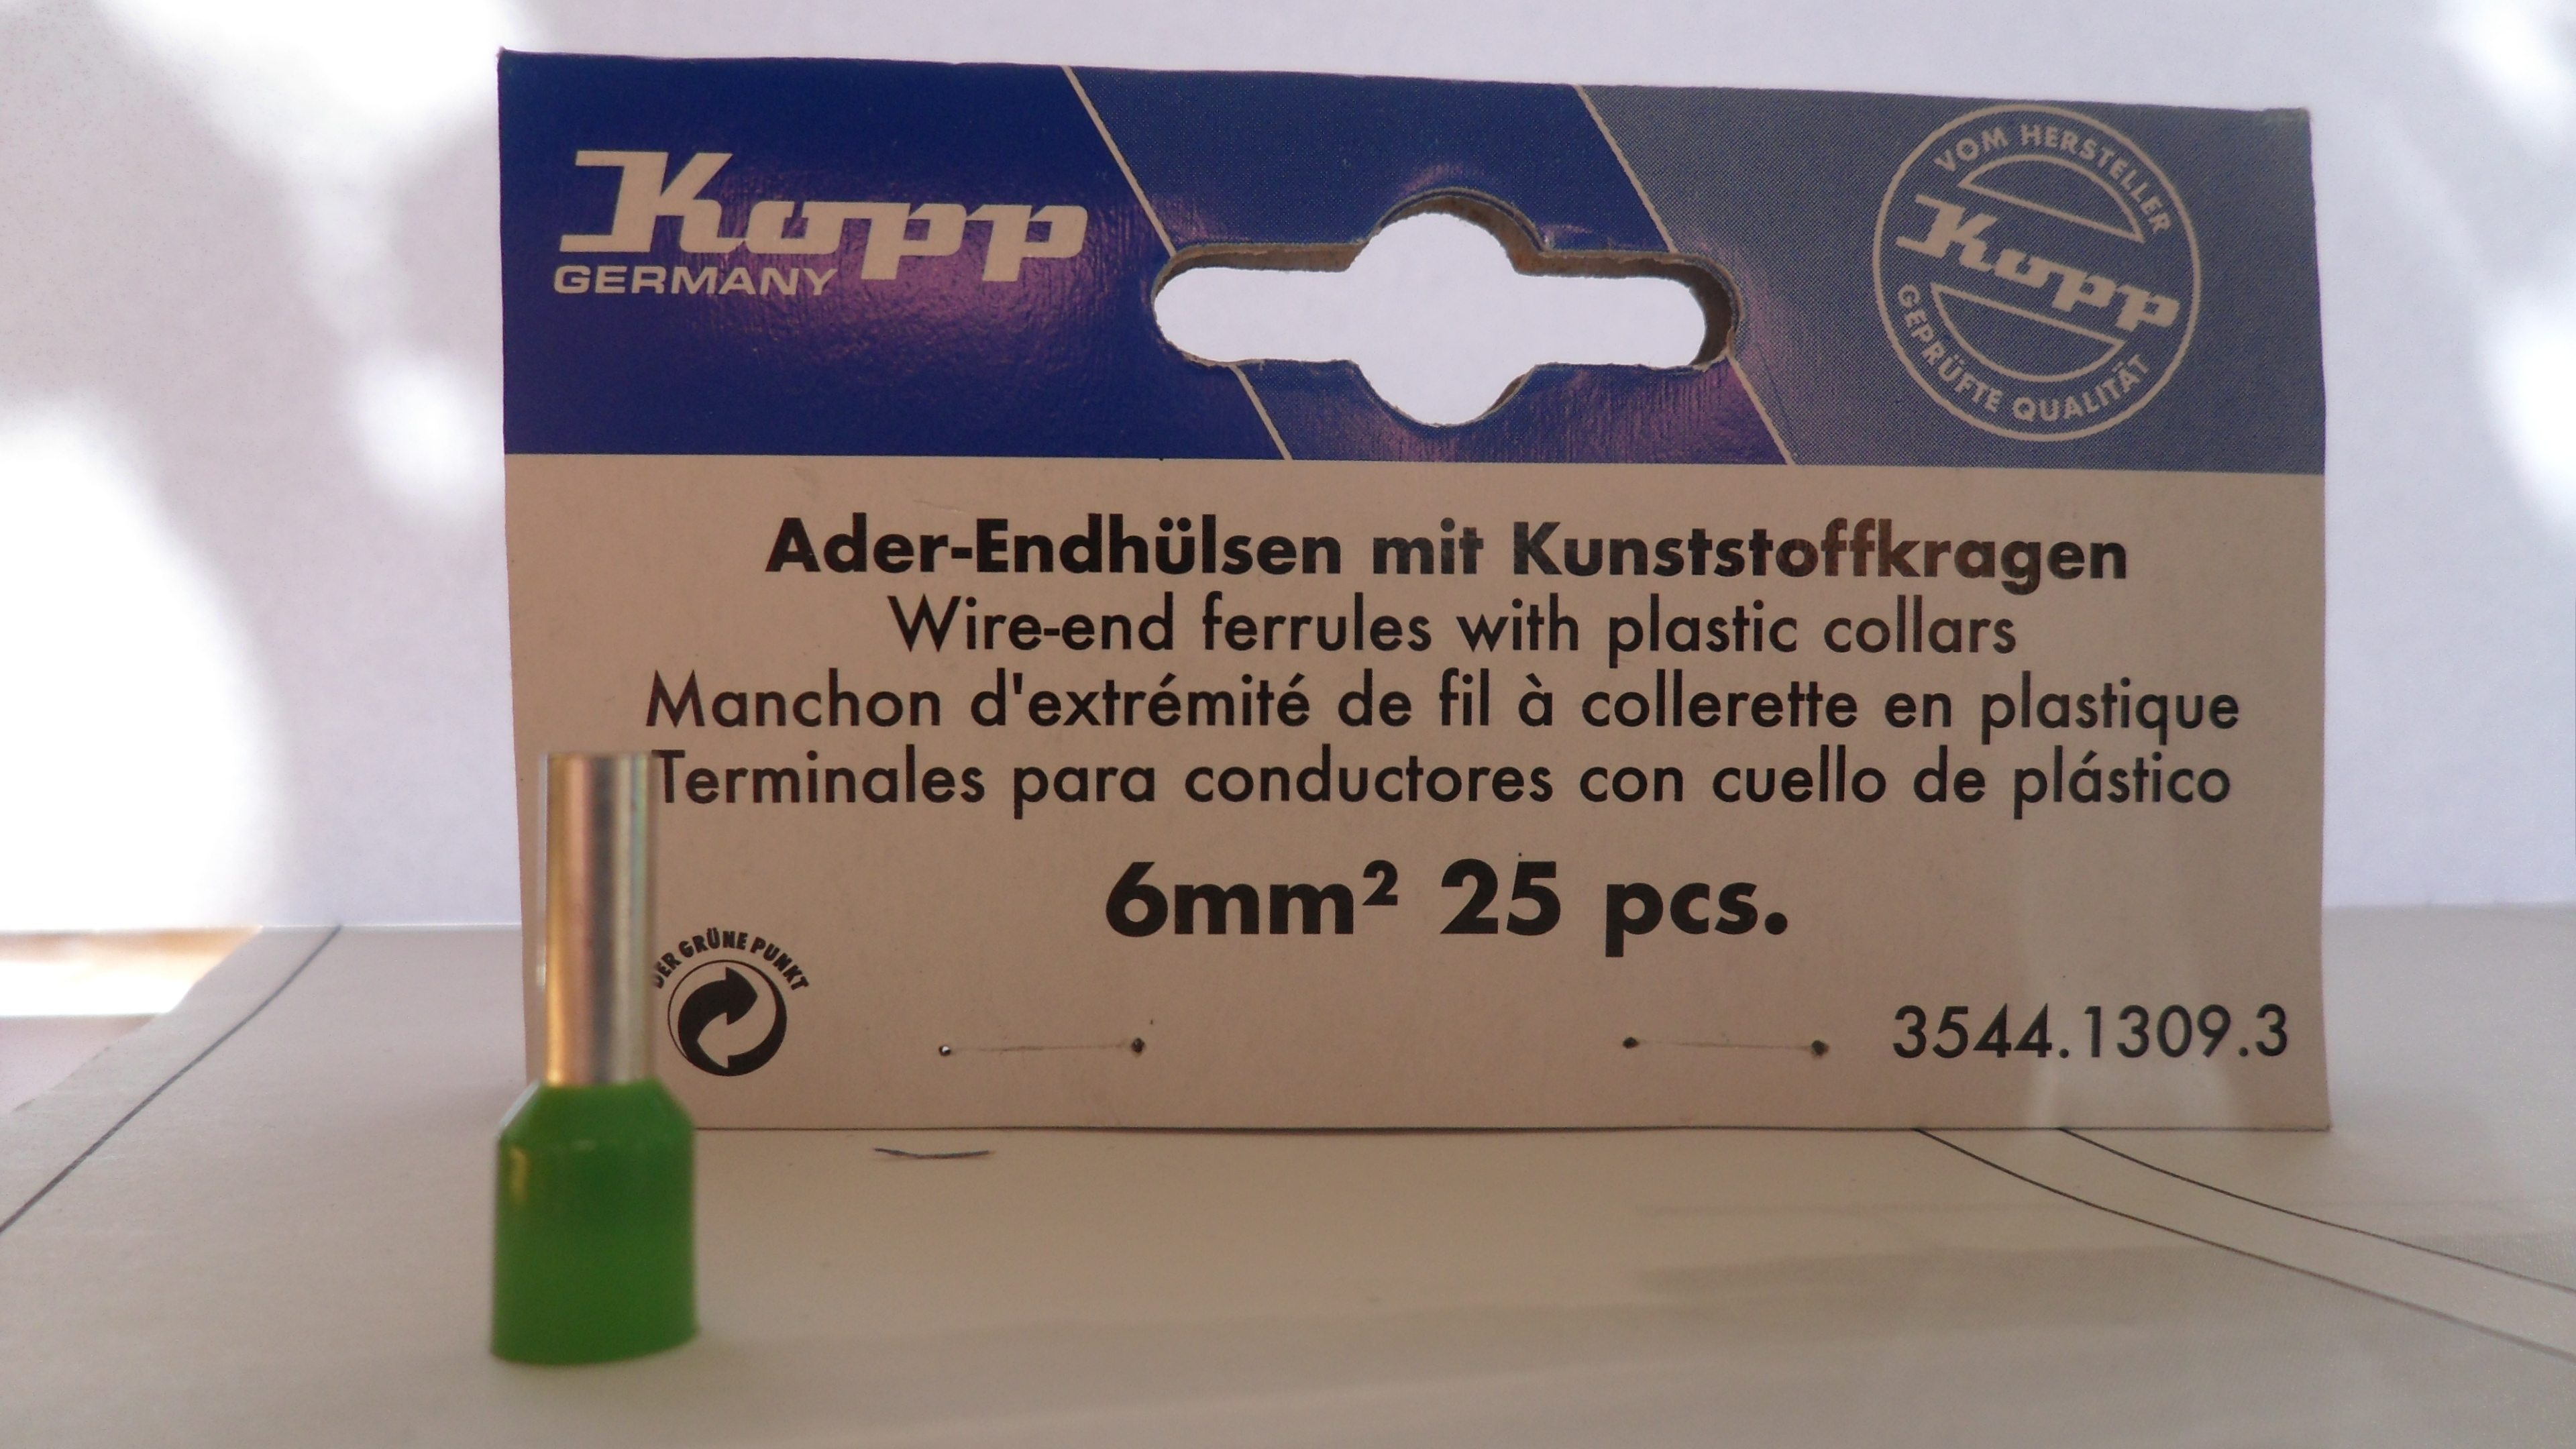 Kopp
GERMANY
VOM HERSTELLER
Kopp
GEPRÜFTE QUALITÄT
Ader-Endhülsen mit Kunststoffkragen
Wire-end ferrules with plastic collars
Manchon d'extrémité de fil à collerette en plastique
Terminales para conductores con cuello de plástico
6mm² 25 pcs.
DER GRÜNE PUNKT
3544.1309.3